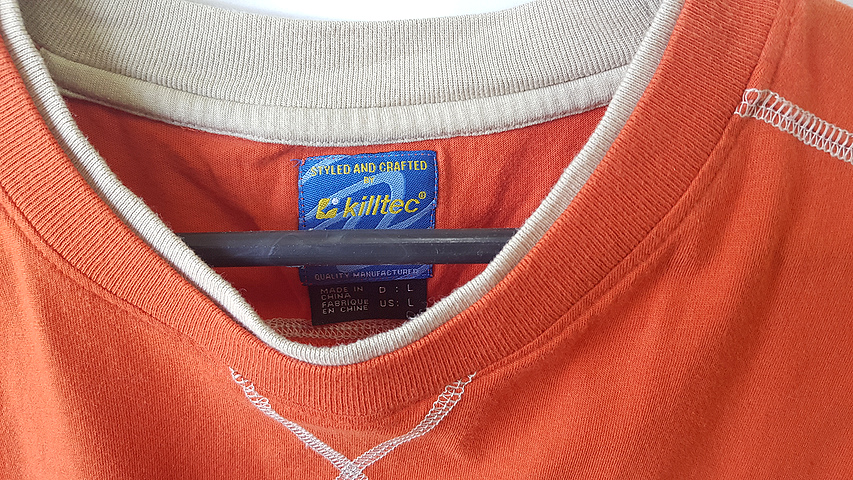 STYLED AND CRAFTED
BY
killtec®
QUALITY MANUFACTURED
MADE IN CHINA D : L
FABRIQUE EN CHINE US: L